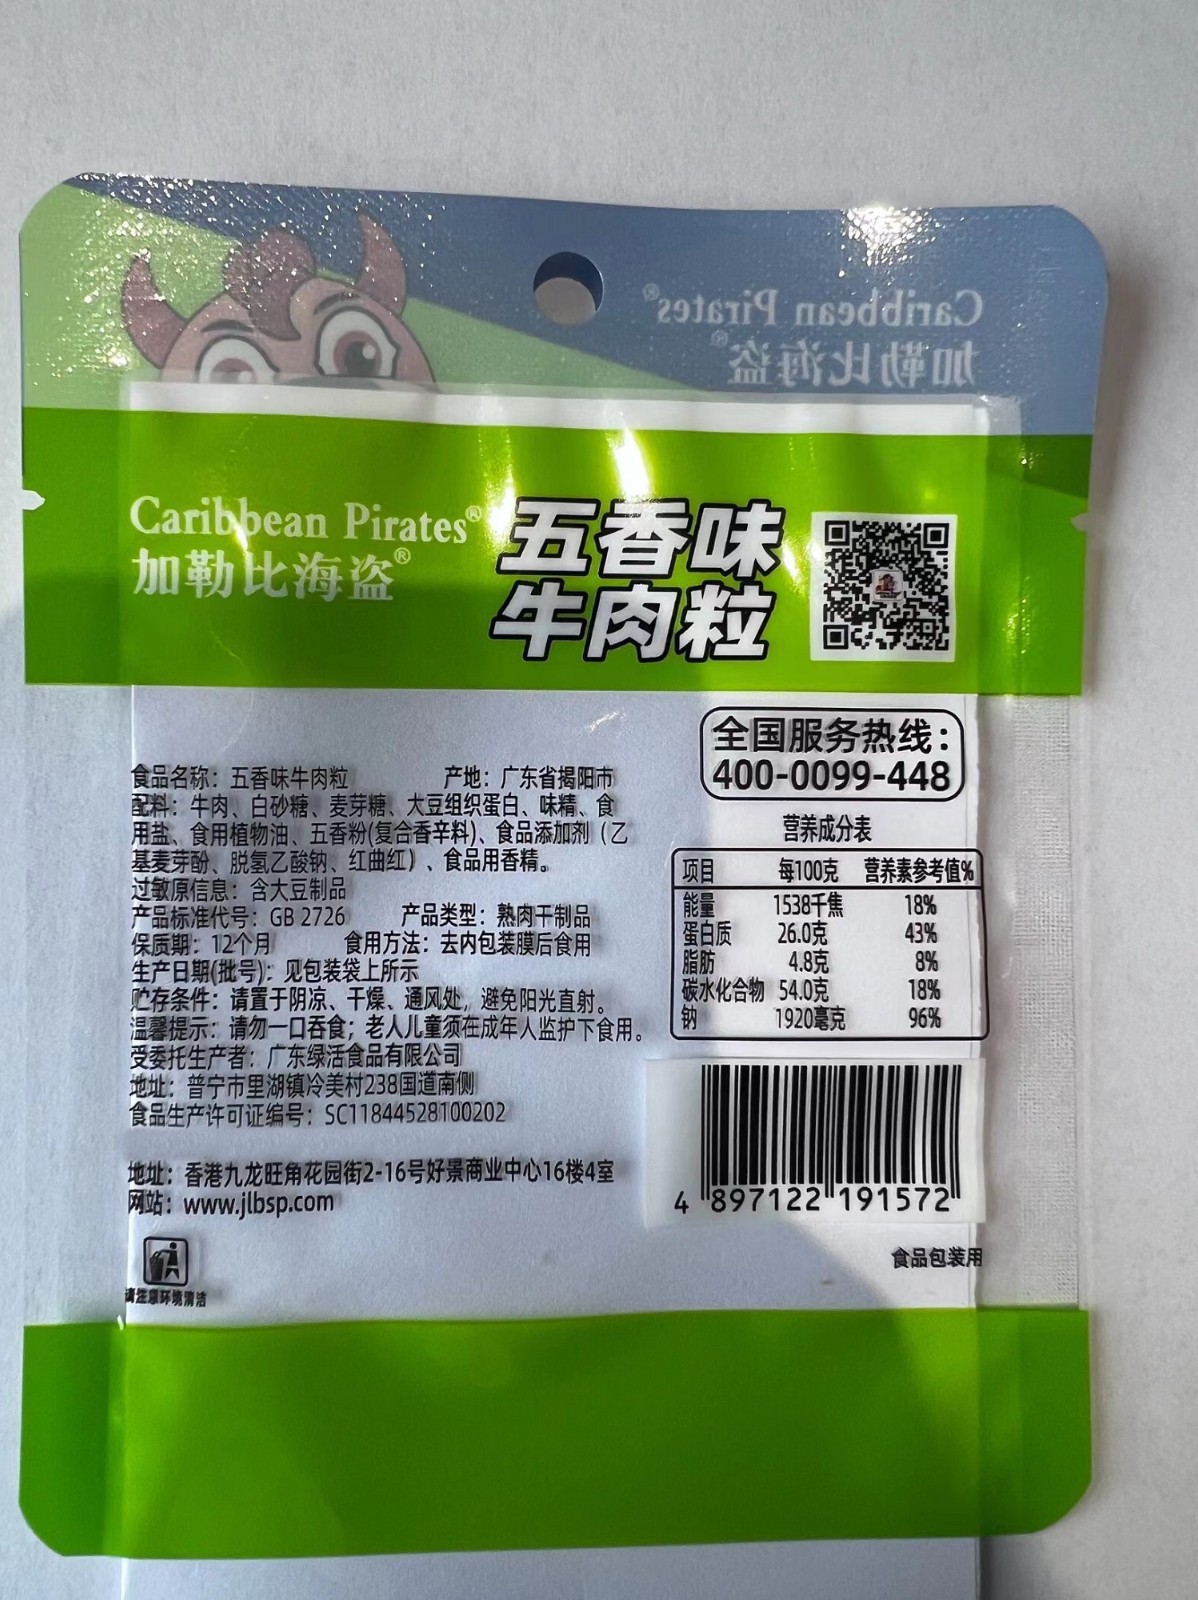 Caribbean Pirates®
加勒比海盗®
Caribbean Pirates®
加勒比海盗®
五香味
牛肉粒
全国服务热线：
400-0099-448
食品名称：五香味牛肉粒 产地：广东省揭阳市
配料：牛肉、白砂糖、麦芽糖、大豆组织蛋白、味精、食
用盐、食用植物油、五香粉(复合香辛料)、食品添加剂（乙
基麦芽酚、脱氢乙酸钠、红曲红）、食品用香精。
过敏原信息：含大豆制品
产品标准代号：GB 2726 产品类型：熟肉干制品
保质期：12个月 食用方法：去内包装膜后食用
生产日期(批号)：见包装袋上所示
贮存条件：请置于阴凉、干燥、通风处，避免阳光直射。
温馨提示：请勿一口吞食；老人儿童须在成年人监护下食用。
受委托生产者：广东绿活食品有限公司
地址：普宁市里湖镇冷美村238国道南侧
食品生产许可证编号：SC11844528100202
地址：香港九龙旺角花园街2-16号好景商业中心16楼4室
网站：www.jlbsp.com
请注意环境清洁
营养成分表
项目 每100克 营养素参考值%
能量 1538千焦 18%
蛋白质 26.0克 43%
脂肪 4.8克 8%
碳水化合物 54.0克 18%
钠 1920毫克 96%
4 897122 191572
食品包装用